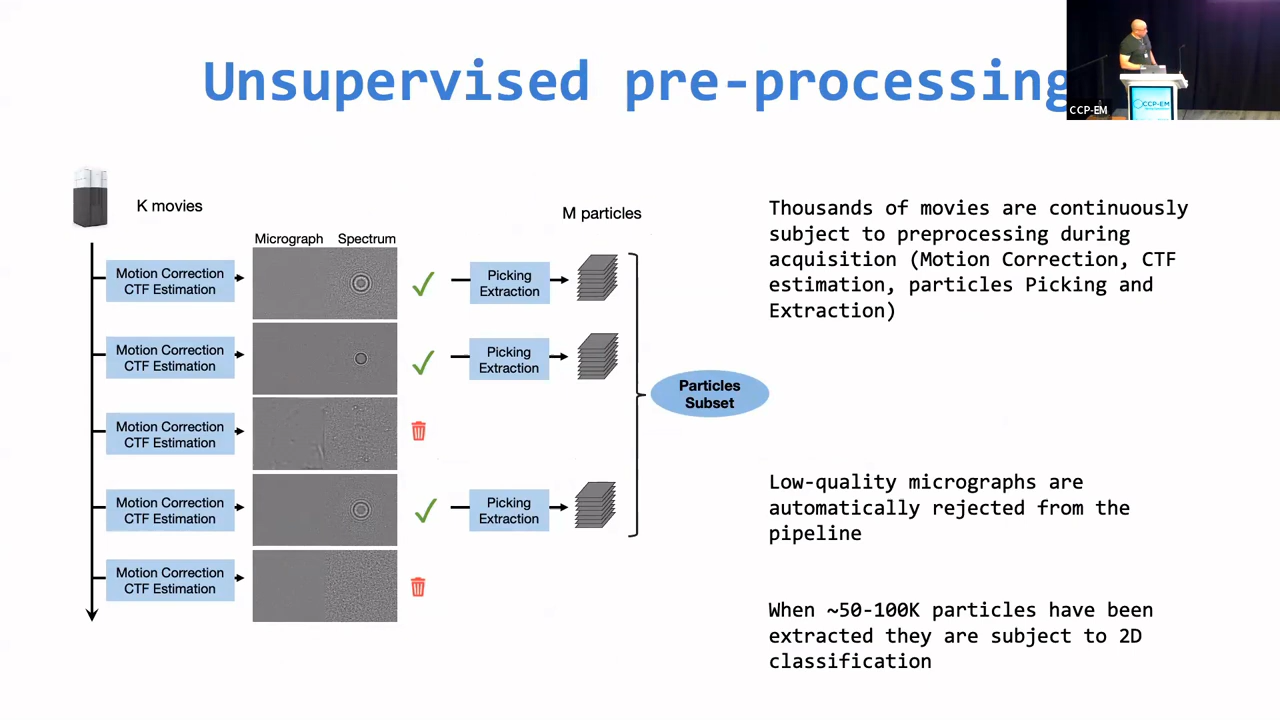 Unsupervised pre-processing
CCP-EM
CCP-EM
K movies
M particles
Micrograph Spectrum
Motion Correction
CTF Estimation
Picking
Extraction
Motion Correction
CTF Estimation
Picking
Extraction
Motion Correction
CTF Estimation
Motion Correction
CTF Estimation
Picking
Extraction
Motion Correction
CTF Estimation
Particles
Subset
Thousands of movies are continuously
subject to preprocessing during
acquisition (Motion Correction, CTF
estimation, particles Picking and
Extraction)
Low-quality micrographs are
automatically rejected from the
pipeline
When ~50-100K particles have been
extracted they are subject to 2D
classification